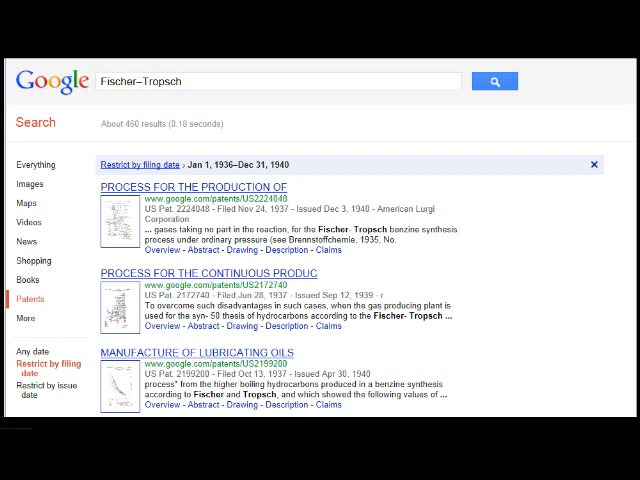 Google
Fischer–Tropsch
Search
About 460 results (0.18 seconds)
Everything
Images
Maps
Videos
News
Shopping
Books
Patents
More
Any date
Restrict by filing
date
Restrict by issue
date
Restrict by filing date › Jan 1, 1936–Dec 31, 1940
PROCESS FOR THE PRODUCTION OF
www.google.com/patents/US2224048
US Pat. 2224048 - Filed Nov 24, 1937 - Issued Dec 3, 1940 - American Lurgi
Corporation
... gases taking no part in the reaction, for the Fischer- Tropsch benzine synthesis
process under ordinary pressure (see Brennstoffchemie, 1935, No.
Overview - Abstract - Drawing - Description - Claims
PROCESS FOR THE CONTINUOUS PRODUC
www.google.com/patents/US2172740
US Pat. 2172740 - Filed Jun 28, 1937 - Issued Sep 12, 1939 - r
To overcome such disadvantages in such cases, when the gas producing plant is
used for the syn- 50 thesis of hydrocarbons according to the Fischer- Tropsch ...
Overview - Abstract - Drawing - Description - Claims
MANUFACTURE OF LUBRICATING OILS
www.google.com/patents/US2199200
US Pat. 2199200 - Filed Oct 13, 1937 - Issued Apr 30, 1940
process" from the higher boiling hydrocarbons produced in a benzine synthesis
according to Fischer and Tropsch, and which showed the following values of ...
Overview - Abstract - Drawing - Description - Claims